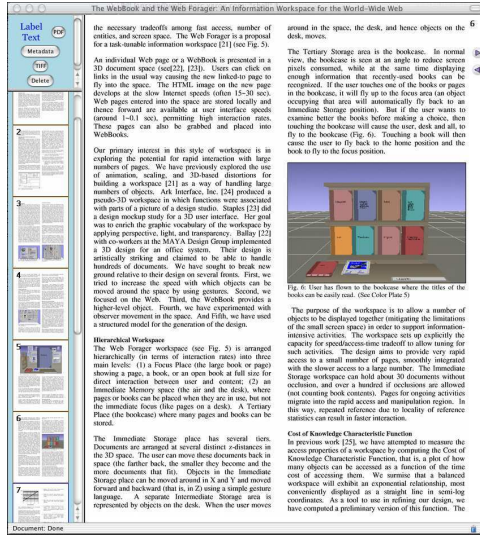 The WebBook and the Web Forager: An Information Workspace for the World-Wide Web
Label
Text
PDF
Metadata
TIFF
Delete
2
3
4
5
6
7
6
the necessary tradeoffs among fast access, number of
entities, and screen space. The Web Forager is a proposal
for a task-tunable information workspace [21] (see Fig. 5).
An individual Web page or a WebBook is presented in a
3D document space (see[22], [23]). Users can click on
links in the usual way causing the new linked-to page to
fly into the space. The HTML image on the new page
develops at the slow Internet speeds (often 15~30 sec).
Web pages entered into the space are stored locally and
thence forward are available at user interface speeds
(around 1~0.1 sec), permitting high interaction rates.
These pages can also be grabbed and placed into
WebBooks.
Our primary interest in this style of workspace is in
exploring the potential for rapid interaction with large
numbers of pages. We have previously explored the use
of animation, scaling, and 3D-based distortions for
building a workspace [21] as a way of handling large
numbers of objects. Ark Interface, Inc. [24] produced a
pseudo-3D workspace in which functions were associated
with parts of a picture of a design studio. Staples [23] did
a design mockup study for a 3D user interface. Her goal
was to enrich the graphic vocabulary of the workspace by
applying perspective, light, and transparency. Ballay [22]
with co-workers at the MAYA Design Group implemented
a 3D design for an office system. Their design is
artistically striking and claimed to be able to handle
hundreds of documents. We have sought to break new
ground relative to their design on several fronts. First, we
tried to increase the speed with which objects can be
moved around the space by using gestures. Second, we
focused on the Web. Third, the WebBook provides a
higher-level object. Fourth, we have experimented with
observer movement in the space. And Fifth, we have used
a structured model for the generation of the design.
Hierarchical Workspace
The Web Forager workspace (see Fig. 5) is arranged
hierarchically (in terms of interaction rates) into three
main levels: (1) a Focus Place (the large book or page)
showing a page, a book, or an open book at full size for
direct interaction between user and content; (2) an
Immediate Memory space (the air and the desk), where
pages or books can be placed when they are in use, but not
the immediate focus (like pages on a desk). A Tertiary
Place (the bookcase) where many pages and books can be
stored.
The Immediate Storage place has several tiers.
Documents are arranged at several distinct z-distances in
the 3D space. The user can move these documents back in
space (the farther back, the smaller they become and the
more documents that fit). Objects in the Immediate
Storage place can be moved around in X and Y and moved
forward and backward (that is, in Z) using a simple gesture
language. A separate Intermediate Storage area is
represented by objects on the desk. When the user moves
around in the space, the desk, and hence objects on the
desk, moves.
The Tertiary Storage area is the bookcase. In normal
view, the bookcase is seen at an angle to reduce screen
pixels consumed, while at the same time displaying
enough information that recently-used books can be
recognized. If the user touches one of the books or pages
in the bookcase, it will fly up to the focus area (an object
occupying that area will automatically fly back to an
Immediate Storage position). But if the user wants to
examine better the books before making a choice, then
touching the bookcase will cause the user, desk and all, to
fly to the bookcase (Fig. 6). Touching a book will then
cause the user to fly back to the home position and the
book to fly to the focus position.
Fig. 6: User has flown to the bookcase where the titles of the
books can be easily read. (See Color Plate 5)
The purpose of the workspace is to allow a number of
objects to be displayed together (mitigating the limitations
of the small screen space) in order to support information-
intensive activities. The workspace sets up explicitly the
capacity for speed/access-time tradeoff to allow tuning for
such activities. The design aims to provide very rapid
access to a small number of pages, smoothly integrated
with the slower access to a large number. The Immediate
Storage workspace can hold about 30 documents without
occlusion, and over a hundred if occlusions are allowed
(not counting book contents). Pages for ongoing activities
migrate into the rapid access and manipulation region. In
this way, repeated reference due to locality of reference
statistics can result in faster interaction.
Cost of Knowledge Characteristic Function
In previous work [25], we have attempted to measure the
access properties of a workspace by computing the Cost of
Knowledge Characteristic Function, that is, a plot of how
many objects can be accessed as a function of the time
cost of accessing them. We surmise that a balanced
workspace will exhibit an exponential relationship, most
conveniently displayed as a straight line in semi-log
coordinates. As a tool to use in refining our design, we
have computed a preliminary version of this function. The
Document: Done